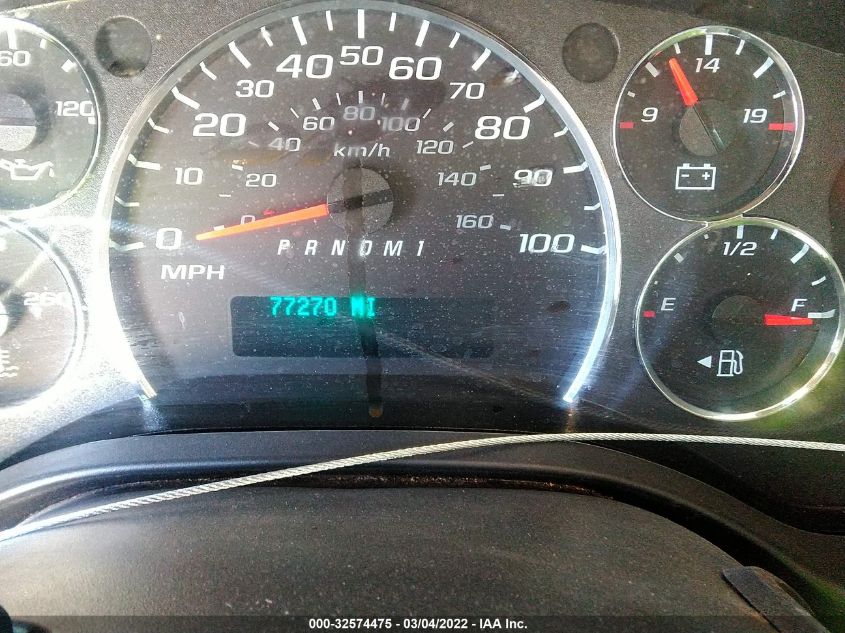 60
120
260
0 10 20 30 40 50 60 70 80 90 100
MPH
0 20 40 60 80 100 120 140 160
km/h
P R N D M 1
77270 MI
9 14 19
- +
E 1/2 F
000-32574475 - 03/04/2022 - IAA Inc.